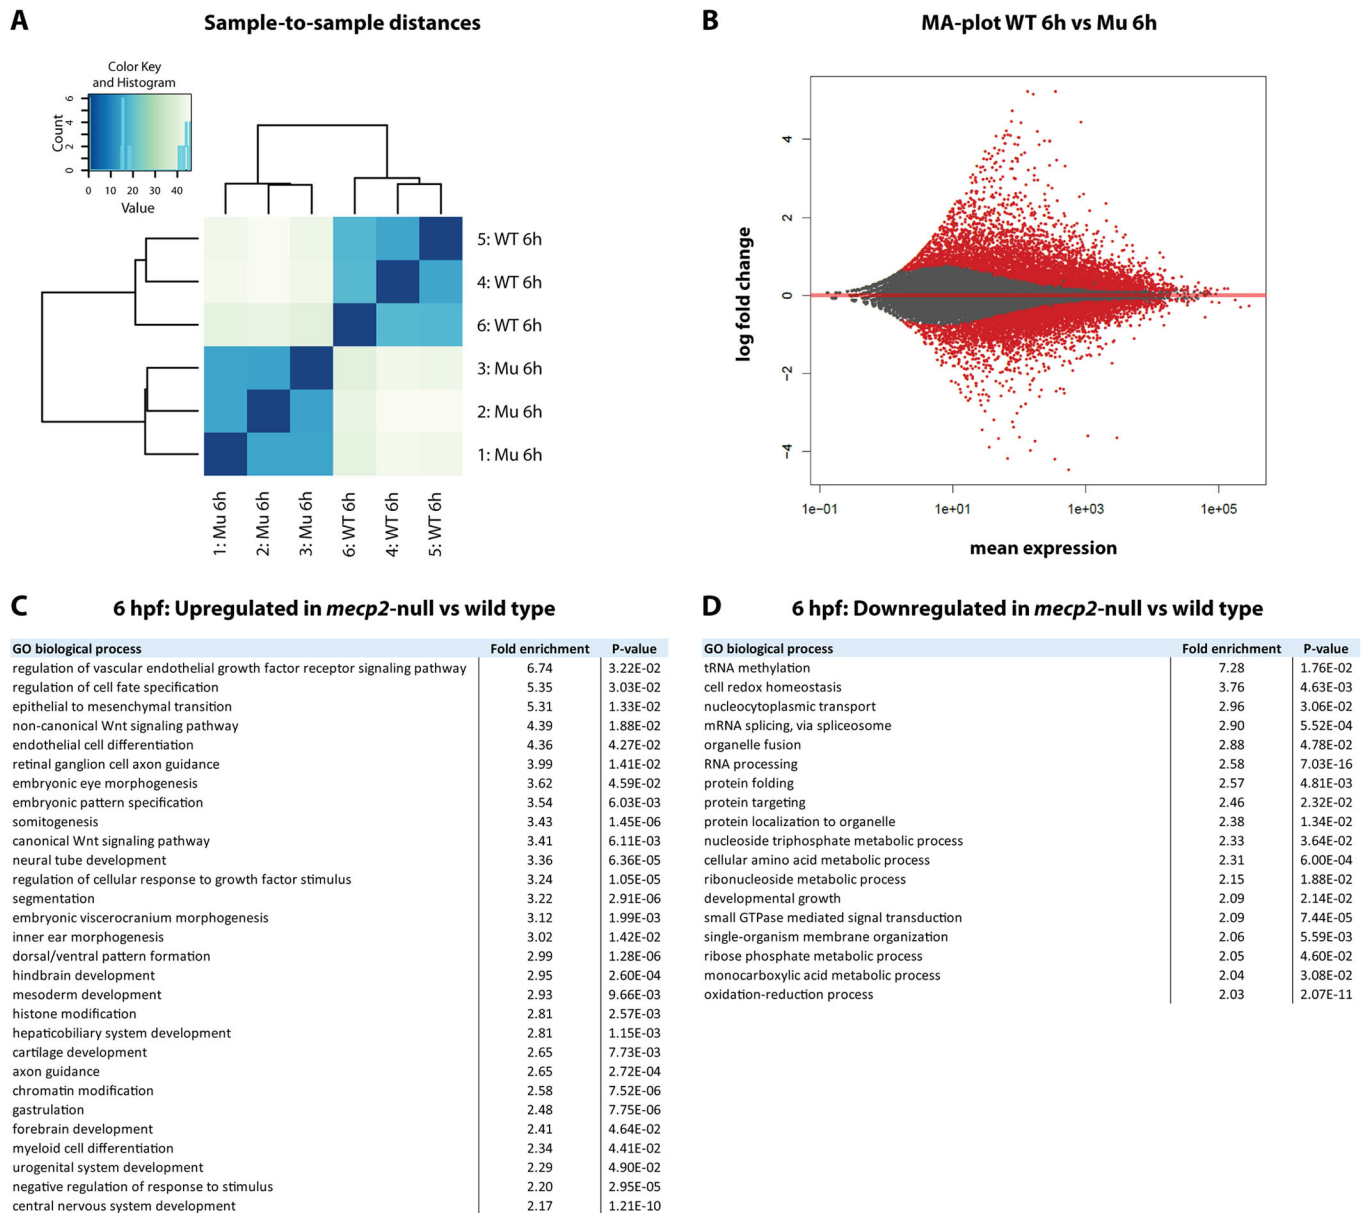 A Sample-to-sample distances
Color Key
and Histogram
Count
0 2 4 6
0 10 20 30 40
Value
5: WT 6h
4: WT 6h
6: WT 6h
3: Mu 6h
2: Mu 6h
1: Mu 6h
1: Mu 6h
2: Mu 6h
3: Mu 6h
6: WT 6h
4: WT 6h
5: WT 6h
B MA-plot WT 6h vs Mu 6h
log fold change
4
2
0
−2
−4
1e−01 1e+01 1e+03 1e+05
mean expression
C 6 hpf: Upregulated in mecp2-null vs wild type
GO biological process Fold enrichment P-value
regulation of vascular endothelial growth factor receptor signaling pathway 6.74 3.22E-02
regulation of cell fate specification 5.35 3.03E-02
epithelial to mesenchymal transition 5.31 1.33E-02
non-canonical Wnt signaling pathway 4.39 1.88E-02
endothelial cell differentiation 4.36 4.27E-02
retinal ganglion cell axon guidance 3.99 1.41E-02
embryonic eye morphogenesis 3.62 4.59E-02
embryonic pattern specification 3.54 6.03E-03
somitogenesis 3.43 1.45E-06
canonical Wnt signaling pathway 3.41 6.11E-03
neural tube development 3.36 6.36E-05
regulation of cellular response to growth factor stimulus 3.24 1.05E-05
segmentation 3.22 2.91E-06
embryonic viscerocranium morphogenesis 3.12 1.99E-03
inner ear morphogenesis 3.02 1.42E-02
dorsal/ventral pattern formation 2.99 1.28E-06
hindbrain development 2.95 2.60E-04
mesoderm development 2.93 9.66E-03
histone modification 2.81 2.57E-03
hepaticobiliary system development 2.81 1.15E-03
cartilage development 2.65 7.73E-03
axon guidance 2.65 2.72E-04
chromatin modification 2.58 7.52E-06
gastrulation 2.48 7.75E-06
forebrain development 2.41 4.64E-02
myeloid cell differentiation 2.34 4.41E-02
urogenital system development 2.29 4.90E-02
negative regulation of response to stimulus 2.20 2.95E-05
central nervous system development 2.17 1.21E-10
D 6 hpf: Downregulated in mecp2-null vs wild type
GO biological process Fold enrichment P-value
tRNA methylation 7.28 1.76E-02
cell redox homeostasis 3.76 4.63E-03
nucleocytoplasmic transport 2.96 3.06E-02
mRNA splicing, via spliceosome 2.90 5.52E-04
organelle fusion 2.88 4.78E-02
RNA processing 2.58 7.03E-16
protein folding 2.57 4.81E-03
protein targeting 2.46 2.32E-02
protein localization to organelle 2.38 1.34E-02
nucleoside triphosphate metabolic process 2.33 3.64E-02
cellular amino acid metabolic process 2.31 6.00E-04
ribonucleoside metabolic process 2.15 1.88E-02
developmental growth 2.09 2.14E-02
small GTPase mediated signal transduction 2.09 7.44E-05
single-organism membrane organization 2.06 5.59E-03
ribose phosphate metabolic process 2.05 4.60E-02
monocarboxylic acid metabolic process 2.04 3.08E-02
oxidation-reduction process 2.03 2.07E-11